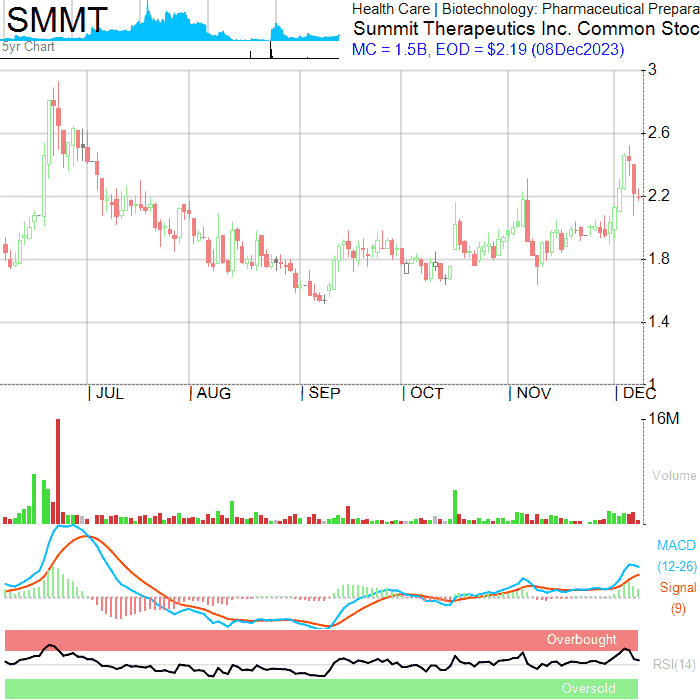 SMMT
5yr Chart
Health Care | Biotechnology: Pharmaceutical Prepara
Summit Therapeutics Inc. Common Stoc
MC = 1.5B, EOD = $2.19 (08Dec2023)
3
2.6
2.2
1.8
1.4
1
JUL AUG SEP OCT NOV DEC
16M
Volume
MACD
(12-26)
Signal
(9)
Overbought
RSI(14)
Oversold